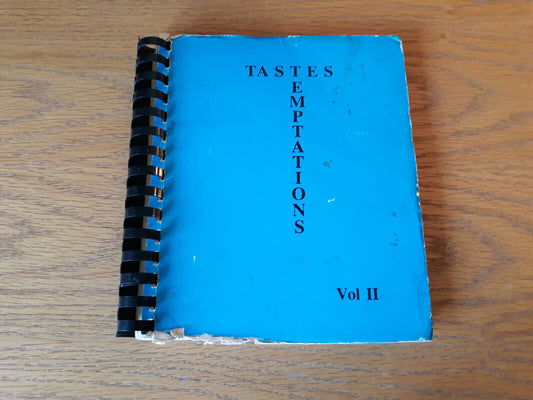 TASTES
TEMPTATIONS
Vol II